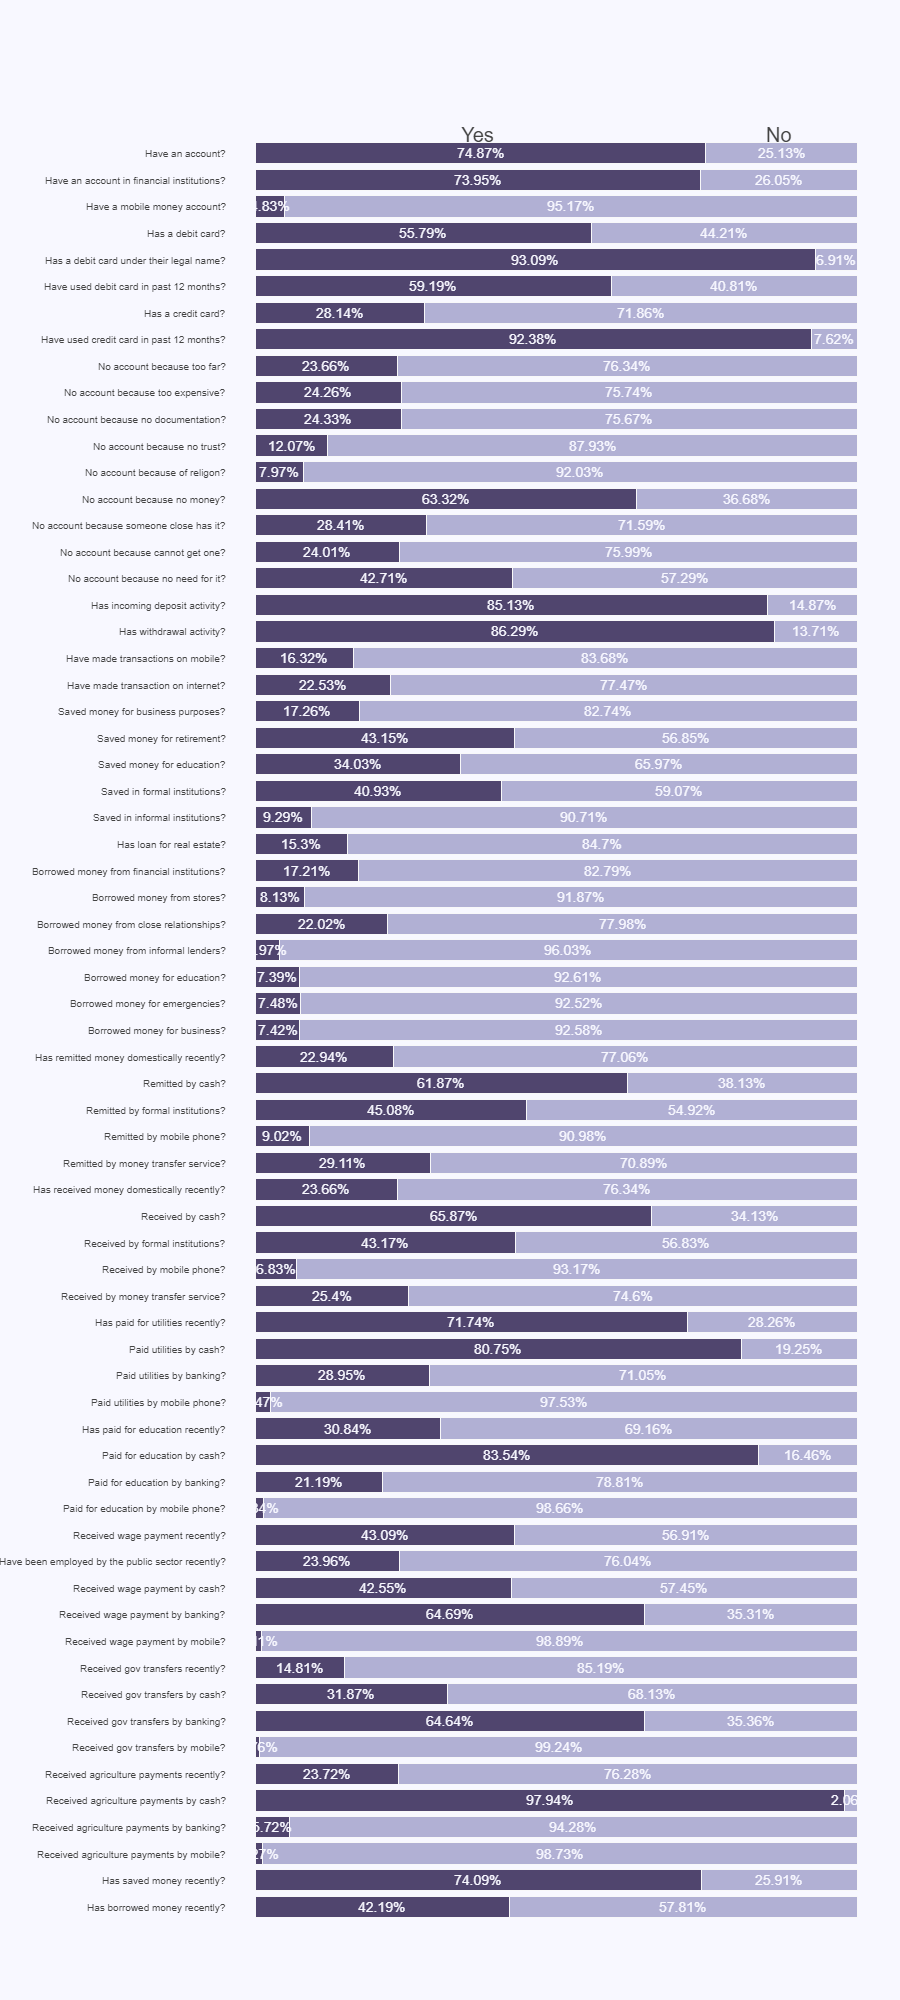 Yes No
Have an account? 74.87% 25.13%
Have an account in financial institutions? 73.95% 26.05%
Have a mobile money account? .83% 95.17%
Has a debit card? 55.79% 44.21%
Has a debit card under their legal name? 93.09% 6.91%
Have used debit card in past 12 months? 59.19% 40.81%
Has a credit card? 28.14% 71.86%
Have used credit card in past 12 months? 92.38% 7.62%
No account because too far? 23.66% 76.34%
No account because too expensive? 24.26% 75.74%
No account because no documentation? 24.33% 75.67%
No account because no trust? 12.07% 87.93%
No account because of religon? 7.97% 92.03%
No account because no money? 63.32% 36.68%
No account because someone close has it? 28.41% 71.59%
No account because cannot get one? 24.01% 75.99%
No account because no need for it? 42.71% 57.29%
Has incoming deposit activity? 85.13% 14.87%
Has withdrawal activity? 86.29% 13.71%
Have made transactions on mobile? 16.32% 83.68%
Have made transaction on internet? 22.53% 77.47%
Saved money for business purposes? 17.26% 82.74%
Saved money for retirement? 43.15% 56.85%
Saved money for education? 34.03% 65.97%
Saved in formal institutions? 40.93% 59.07%
Saved in informal institutions? 9.29% 90.71%
Has loan for real estate? 15.3% 84.7%
Borrowed money from financial institutions? 17.21% 82.79%
Borrowed money from stores? 8.13% 91.87%
Borrowed money from close relationships? 22.02% 77.98%
Borrowed money from informal lenders? .97% 96.03%
Borrowed money for education? 7.39% 92.61%
Borrowed money for emergencies? 7.48% 92.52%
Borrowed money for business? 7.42% 92.58%
Has remitted money domestically recently? 22.94% 77.06%
Remitted by cash? 61.87% 38.13%
Remitted by formal institutions? 45.08% 54.92%
Remitted by mobile phone? 9.02% 90.98%
Remitted by money transfer service? 29.11% 70.89%
Has received money domestically recently? 23.66% 76.34%
Received by cash? 65.87% 34.13%
Received by formal institutions? 43.17% 56.83%
Received by mobile phone? 6.83% 93.17%
Received by money transfer service? 25.4% 74.6%
Has paid for utilities recently? 71.74% 28.26%
Paid utilities by cash? 80.75% 19.25%
Paid utilities by banking? 28.95% 71.05%
Paid utilities by mobile phone? 47% 97.53%
Has paid for education recently? 30.84% 69.16%
Paid for education by cash? 83.54% 16.46%
Paid for education by banking? 21.19% 78.81%
Paid for education by mobile phone? 98.66%
Received wage payment recently? 43.09% 56.91%
Have been employed by the public sector recently? 23.96% 76.04%
Received wage payment by cash? 42.55% 57.45%
Received wage payment by banking? 64.69% 35.31%
Received wage payment by mobile? 98.89%
Received gov transfers recently? 14.81% 85.19%
Received gov transfers by cash? 31.87% 68.13%
Received gov transfers by banking? 64.64% 35.36%
Received gov transfers by mobile? 99.24%
Received agriculture payments recently? 23.72% 76.28%
Received agriculture payments by cash? 97.94% 2.06
Received agriculture payments by banking? 5.72% 94.28%
Received agriculture payments by mobile? 98.73%
Has saved money recently? 74.09% 25.91%
Has borrowed money recently? 42.19% 57.81%